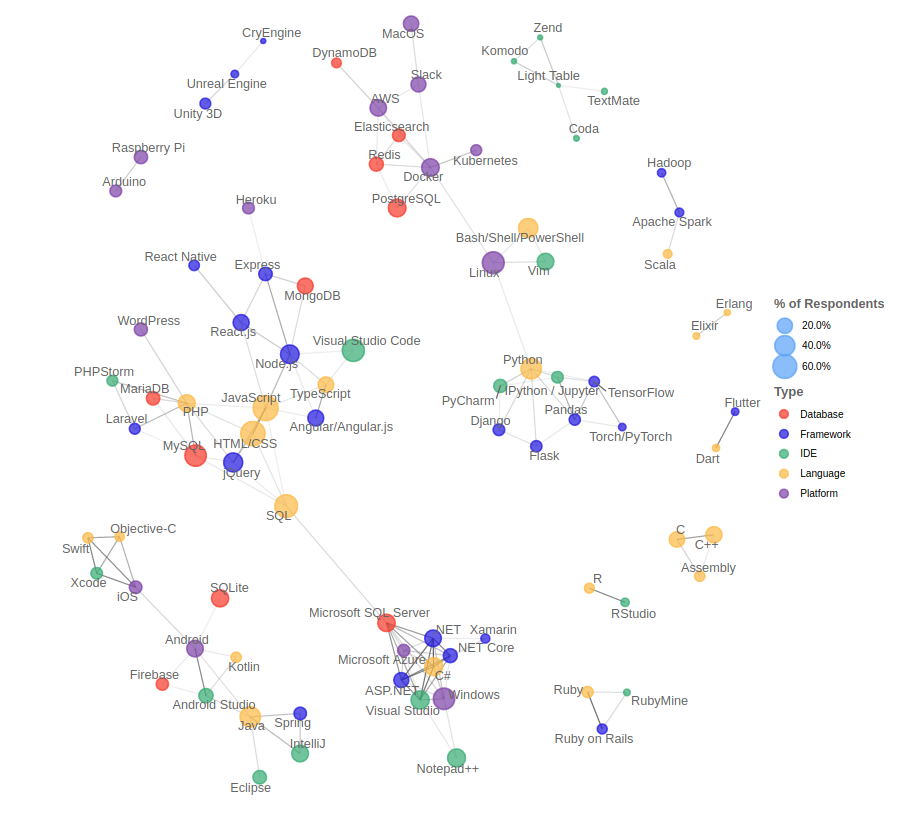 CryEngine
Unreal Engine
Unity 3D
MacOS
DynamoDB
Slack
AWS
Elasticsearch
Redis
Docker
Kubernetes
PostgreSQL
Zend
Komodo
Light Table
TextMate
Coda
Raspberry Pi
Arduino
Hadoop
Apache Spark
Scala
Heroku
React Native
Express
MongoDB
React.js
Node.js
Visual Studio Code
WordPress
PHPStorm
MariaDB
Laravel
PHP
JavaScript
TypeScript
Angular/Angular.js
MySQL
HTML/CSS
jQuery
SQL
Bash/Shell/PowerShell
Linux
Vim
Python
IPython / Jupyter
TensorFlow
PyCharm
Pandas
Django
Torch/PyTorch
Flask
Erlang
Elixir
Flutter
Dart
% of Respondents
20.0%
40.0%
60.0%
Type
Database
Framework
IDE
Language
Platform
Objective-C
Swift
Xcode
iOS
SQLite
Android
Kotlin
Firebase
Android Studio
Java
Spring
IntelliJ
Eclipse
Microsoft SQL Server
.NET
Xamarin
.NET Core
Microsoft Azure
C#
ASP.NET
Windows
Visual Studio
Notepad++
C
C++
Assembly
R
RStudio
Ruby
RubyMine
Ruby on Rails